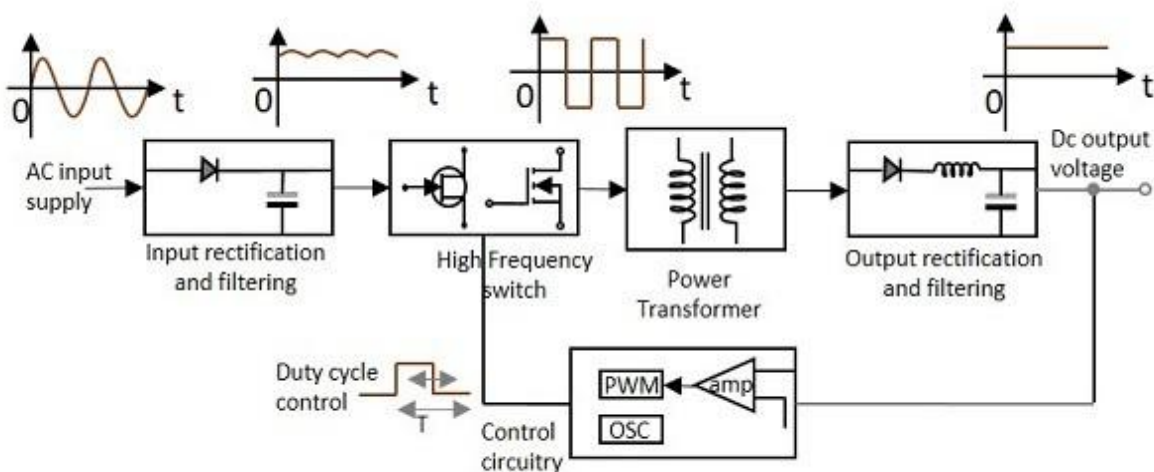 0
t
0
t
0
t
0
t
AC input
supply
Input rectification
and filtering
High Frequency
switch
Power
Transformer
Output rectification
and filtering
Dc output
voltage
Duty cycle
control
T
Control
circuitry
PWM
amp
OSC